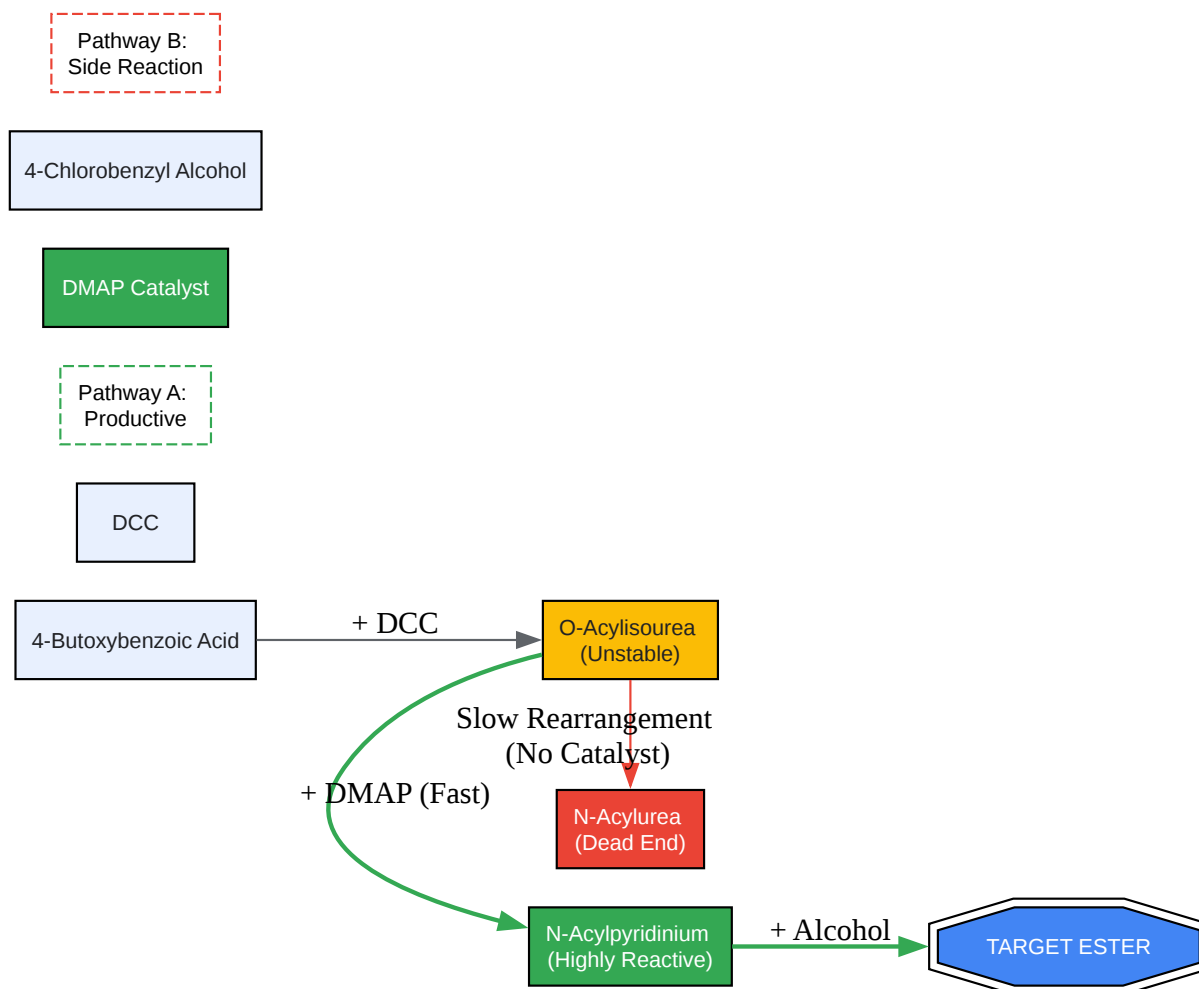 Pathway B:
Side Reaction
4-Chlorobenzyl Alcohol
DMAP Catalyst
Pathway A:
Productive
DCC
4-Butoxybenzoic Acid
+ DCC
O-Acylisourea
(Unstable)
Slow Rearrangement
(No Catalyst)
+ DMAP (Fast)
N-Acylurea
(Dead End)
N-Acylpyridinium
(Highly Reactive)
+ Alcohol
TARGET ESTER